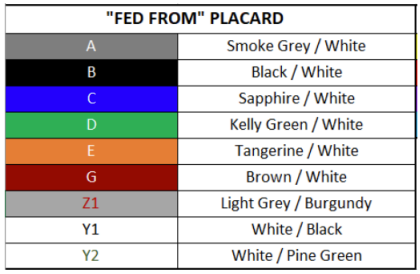 "FED FROM" PLACARD
A Smoke Grey / White
B Black / White
C Sapphire / White
D Kelly Green / White
E Tangerine / White
G Brown / White
Z1 Light Grey / Burgundy
Y1 White / Black
Y2 White / Pine Green